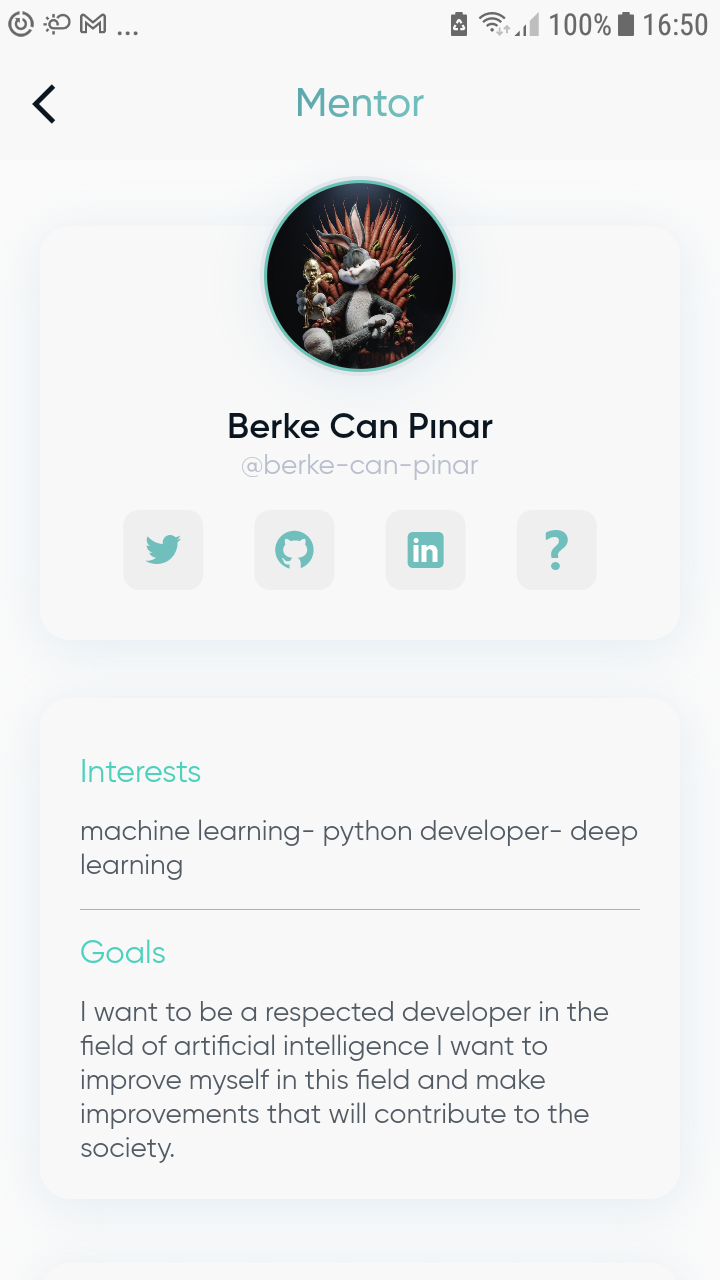 ... 100% 16:50
Mentor
Berke Can Pınar
@berke-can-pinar
in
?
Interests
machine learning- python developer- deep
learning
Goals
I want to be a respected developer in the
field of artificial intelligence I want to
improve myself in this field and make
improvements that will contribute to the
society.